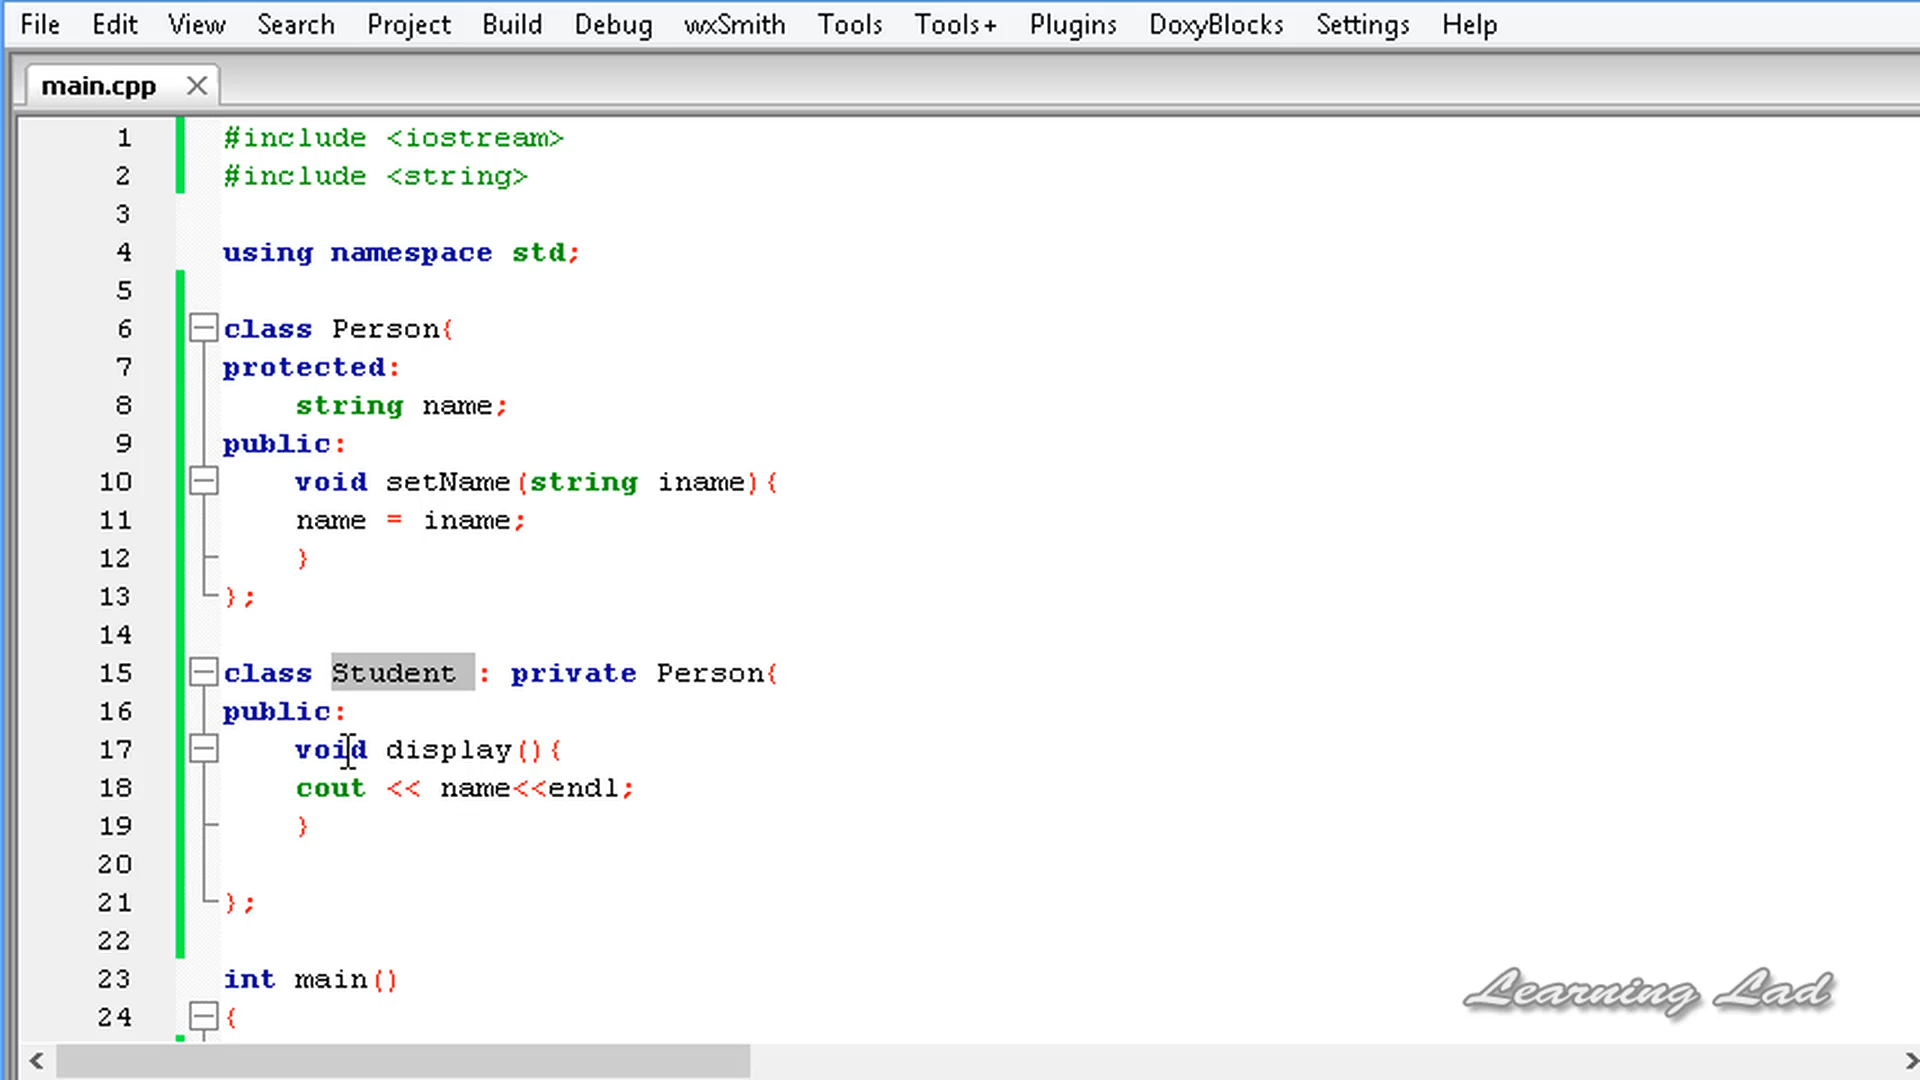 File Edit View Search Project Build Debug wxSmith Tools Tools+ Plugins DoxyBlocks Settings Help
main.cpp
1 #include <iostream>
2 #include <string>
3
4 using namespace std;
5
6 class Person{
7 protected:
8 string name;
9 public:
10 void setName(string iname){
11 name = iname;
12 }
13 };
14
15 class Student : private Person{
16 public:
17 void display(){
18 cout << name<<endl;
19 }
20
21 };
22
23 int main()
24 {
Learning Lad